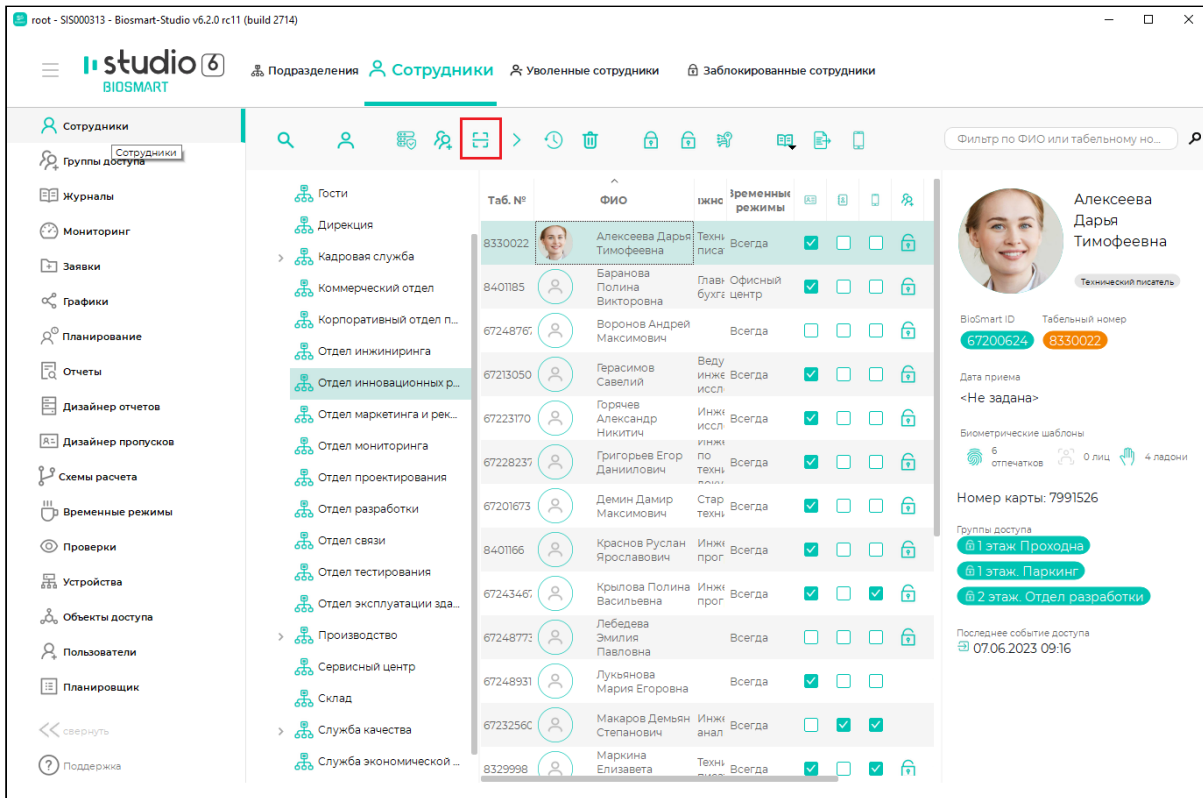 root - SIS000313 - Biosmart-Studio v6.2.0 rc11 (build 2714)
studio 6
BIOSMART
Подразделения
Сотрудники
Уволенные сотрудники
Заблокированные сотрудники
Сотрудники
Сотрудники
Группы доступа
Журналы
Мониторинг
Заявки
Графики
Планирование
Отчеты
Дизайнер отчетов
Дизайнер пропусков
Схемы расчета
Временные режимы
Проверки
Устройства
Объекты доступа
Пользователи
Планировщик
свернуть
Поддержка
Фильтр по ФИО или табельному но...
Гости
Дирекция
Кадровая служба
Коммерческий отдел
Корпоративный отдел п...
Отдел инжиниринга
Отдел инновационных р...
Отдел маркетинга и рек...
Отдел мониторинга
Отдел проектирования
Отдел разработки
Отдел связи
Отдел тестирования
Отдел эксплуатации зда...
Производство
Сервисный центр
Склад
Служба качества
Служба экономической ...
Таб. №
ФИО
Временные
режимы
8330022
Алексеева Дарья
Тимофеевна
Всегда
8401185
Баранова
Полина
Викторовна
Офисный
центр
6724876
Воронов Андрей
Максимович
Всегда
67213050
Герасимов
Савелий
Всегда
67223170
Горячев
Александр
Никитич
Всегда
6722823
Григорьев Егор
Даниилович
по
Всегда
67201673
Демин Дамир
Максимович
Всегда
8401166
Краснов Руслан
Ярославович
Всегда
6724346
Крылова Полина
Васильевна
Всегда
6724877
Лебедева
Эмилия
Павловна
Всегда
67248931
Лукьянова
Мария Егоровна
Всегда
6723256
Макаров Демьян
Степанович
Всегда
8329998
Маркина
Елизавета
Всегда
Алексеева
Дарья
Тимофеевна
Технический писатель
BioSmart ID
Табельный номер
67200624
8330022
Дата приема
<Не задана>
Биометрические шаблоны
6
отпечатков
0 лиц
4 ладони
Номер карты: 7991526
Группы доступа
1 этаж Проходна
1 этаж. Паркинг
2 этаж. Отдел разработки
Последнее событие доступа
07.06.2023 09:16